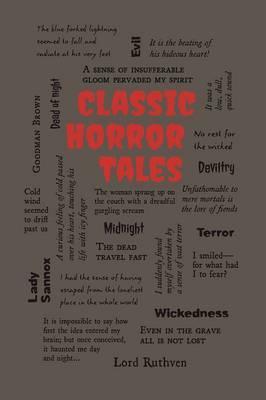 The blue forked lightning
seemed to fall and
radiate at his very feet
Evil
It is the beating of
his hideous heart!
A sense of insufferable
gloom pervaded my spirit
Dead of night
Goodman Brown
CLASSIC
HORROR
TALES
It was a
low, dull,
quick sound
No rest for
the wicked
Deviltry
Cold
wind
seemed to
drift
past us
A curious feeling of cold passed
over his heart, touching his
life with icy finger
The woman sprang up on
the couch with a dreadful
gurgling scream
Unfathomable to
mere mortals is
the lore of fiends
Midnight
The dead
travel fast
I suddenly found
myself overtaken by
a sense of vast terror
Terror
I smiled—
for what had
I to fear?
Lady
Sannox
I had the sense of having
escaped from the loneliest
place in the whole world
Wickedness
It is impossible to say how
first the idea entered my
brain; but once conceived,
it haunted me day
and night...
Even in the grave
all is not lost
Lord Ruthven